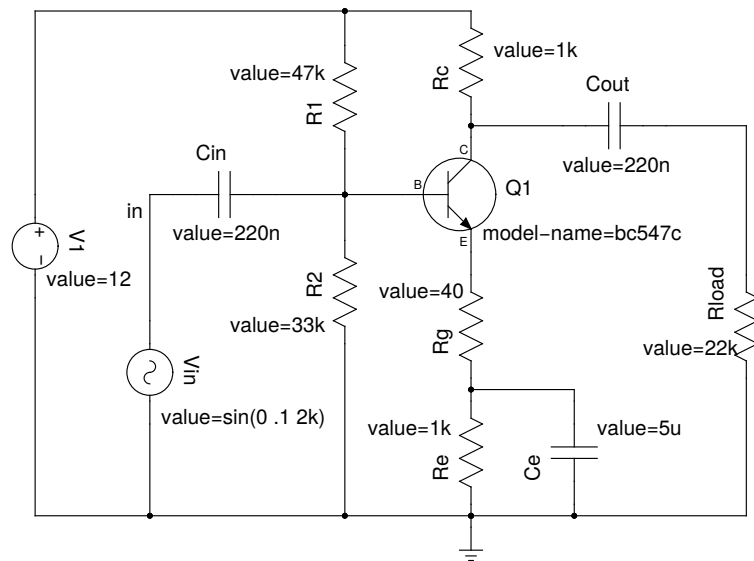 value=1k
Rc
value=47k
R1
Cout
value=220n
Cin
in
value=220n
B
C
E
Q1
model-name=bc547c
V1
+
-
value=12
R2
value=33k
value=40
Rg
Rload
value=22k
Vin
value=sin(0 .1 2k)
value=1k
Re
Ce
value=5u